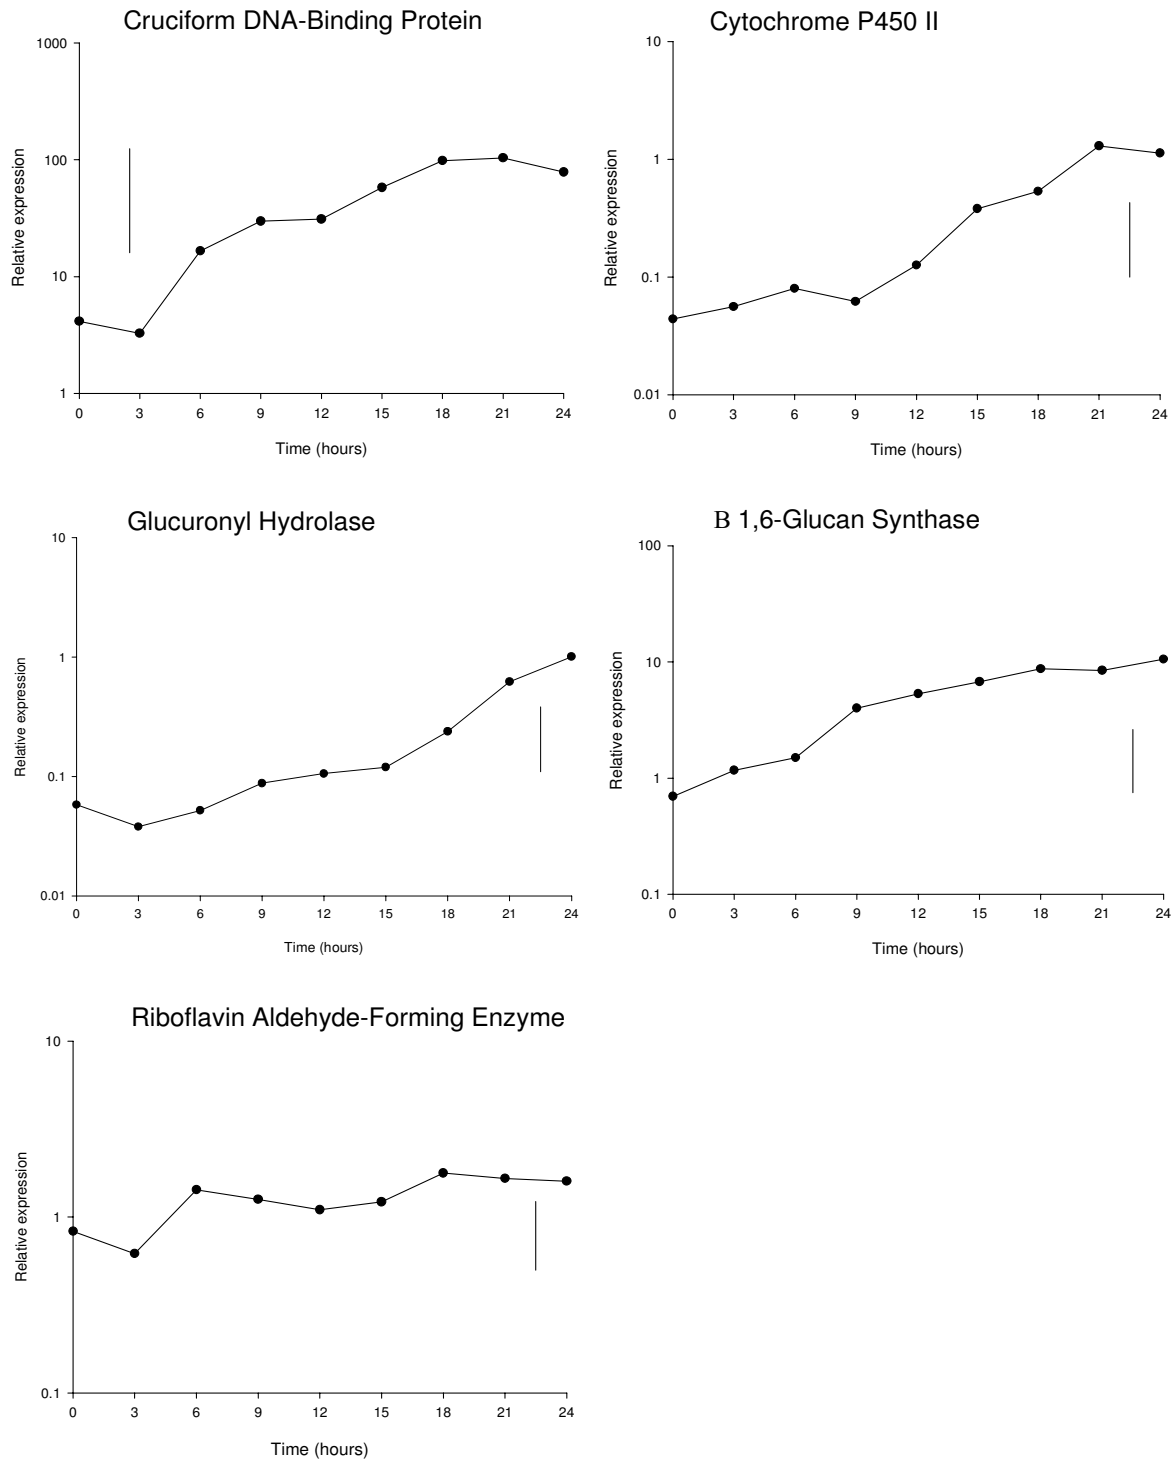 Cruciform DNA-Binding Protein
1000
100
10
1
Relative expression
0 3 6 9 12 15 18 21 24
Time (hours)
Cytochrome P450 II
10
1
0.1
0.01
Relative expression
0 3 6 9 12 15 18 21 24
Time (hours)
Glucuronyl Hydrolase
10
1
0.1
0.01
Relative expression
0 3 6 9 12 15 18 21 24
Time (hours)
B 1,6-Glucan Synthase
100
10
1
0.1
Relative expression
0 3 6 9 12 15 18 21 24
Time (hours)
Riboflavin Aldehyde-Forming Enzyme
10
1
0.1
Relative expression
0 3 6 9 12 15 18 21 24
Time (hours)